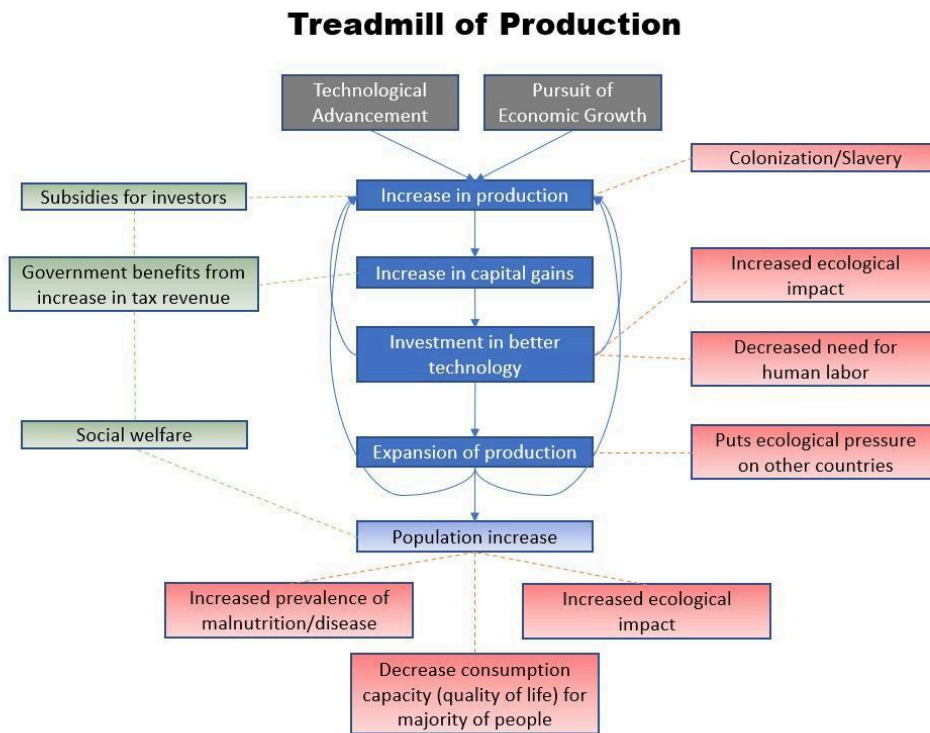 Treadmill of Production
Technological
Advancement
Pursuit of
Economic Growth
Colonization/Slavery
Subsidies for investors
Increase in production
Government benefits from
increase in tax revenue
Increase in capital gains
Increased ecological
impact
Investment in better
technology
Decreased need for
human labor
Social welfare
Expansion of production
Puts ecological pressure
on other countries
Population increase
Increased prevalence of
malnutrition/disease
Increased ecological
impact
Decrease consumption
capacity (quality of life) for
majority of people